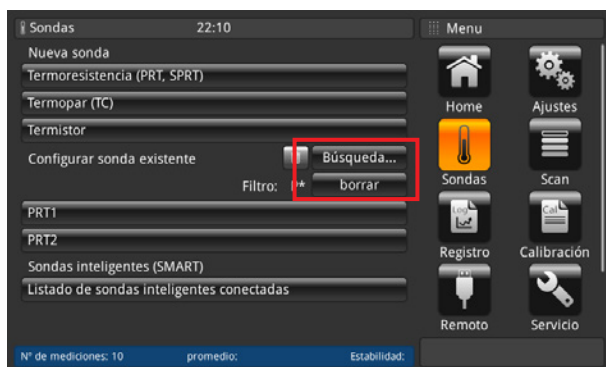 Sondas 22:10
Nueva sonda
Termoresistencia (PRT, SPRT)
Termopar (TC)
Termistor
Configurar sonda existente Búsqueda...
Filtro: P* borrar
PRT1
PRT2
Sondas inteligentes (SMART)
Listado de sondas inteligentes conectadas
Nº de mediciones: 10 promedio: Estabilidad:
Menu
Home Ajustes
Sondas Scan
Log Cal
Registro Calibración
Remoto Servicio